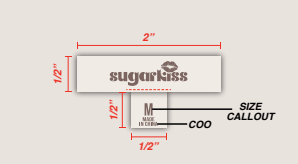 2”
1/2”
sugarkiss
1/2”
M
MADE
IN CHINA
SIZE
CALLOUT
COO
1/2”